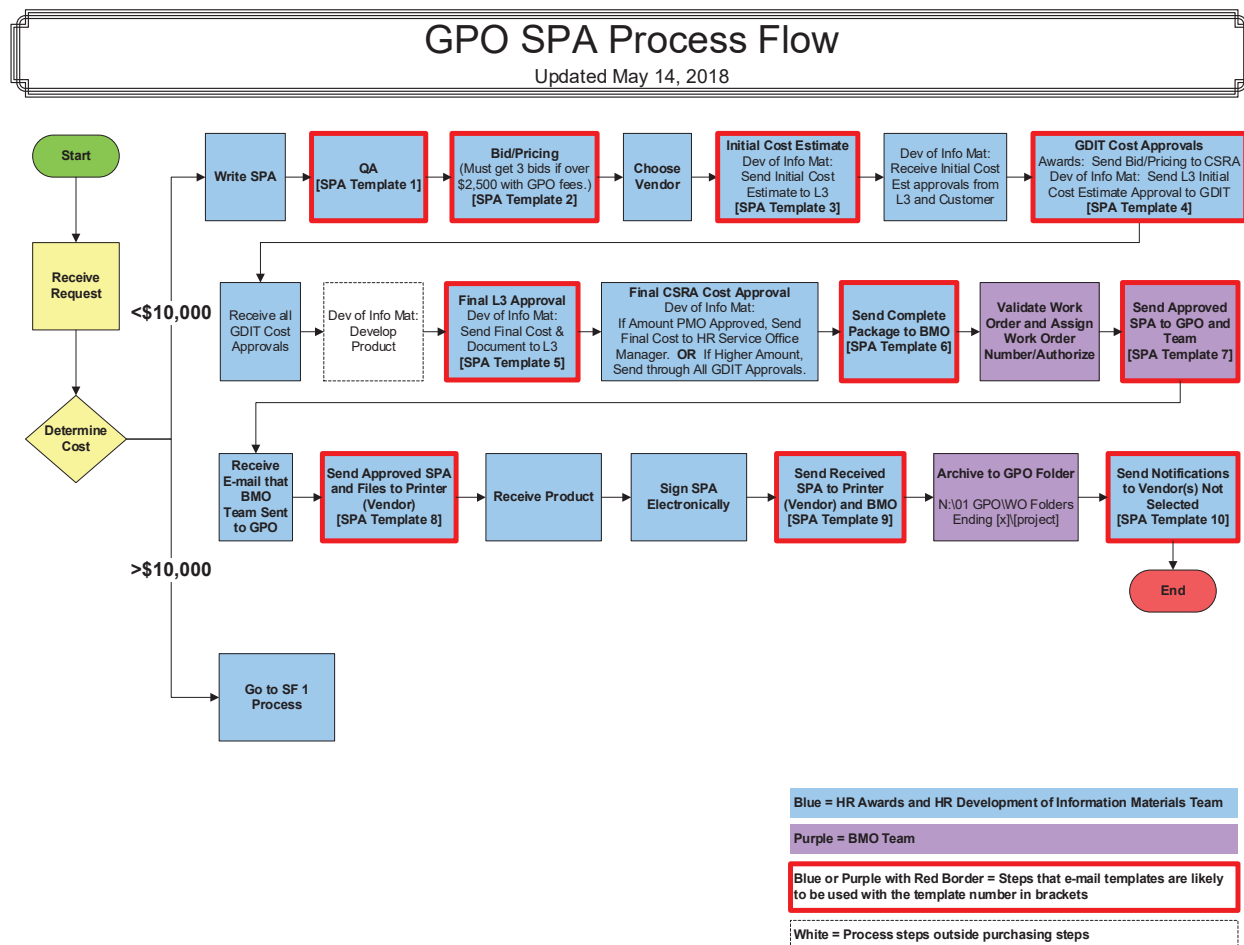 GPO SPA Process Flow
Updated May 14, 2018
Start
Receive
Request
Determine
Cost
<$10,000
>$10,000
Write SPA
QA
[SPA Template 1]
Bid/Pricing
(Must get 3 bids if over
$2,500 with GPO fees.)
[SPA Template 2]
Choose
Vendor
Initial Cost Estimate
Dev of Info Mat:
Send Initial Cost
Estimate to L3
[SPA Template 3]
Dev of Info Mat:
Receive Initial Cost
Est approvals from
L3 and Customer
GDIT Cost Approvals
Awards: Send Bid/Pricing to CSRA
Dev of Info Mat: Send L3 Initial
Cost Estimate Approval to GDIT
[SPA Template 4]
Receive all
GDIT Cost
Approvals
Dev of Info Mat:
Develop
Product
Final L3 Approval
Dev of Info Mat:
Send Final Cost &
Document to L3
[SPA Template 5]
Final CSRA Cost Approval
Dev of Info Mat:
If Amount PMO Approved, Send
Final Cost to HR Service Office
Manager. OR If Higher Amount,
Send through All GDIT Approvals.
Send Complete
Package to BMO
[SPA Template 6]
Validate Work
Order and Assign
Work Order
Number/Authorize
Send Approved
SPA to GPO and
Team
[SPA Template 7]
Receive
E-mail that
BMO
Team Sent
to GPO
Send Approved SPA
and Files to Printer
(Vendor)
[SPA Template 8]
Receive Product
Sign SPA
Electronically
Send Received
SPA to Printer
(Vendor) and BMO
[SPA Template 9]
Archive to GPO Folder
N:\01 GPO\WO Folders
Ending [x]\[project]
Send Notifications
to Vendor(s) Not
Selected
[SPA Template 10]
End
Go to SF 1
Process
Blue = HR Awards and HR Development of Information Materials Team
Purple = BMO Team
Blue or Purple with Red Border = Steps that e-mail templates are likely
to be used with the template number in brackets
White = Process steps outside purchasing steps